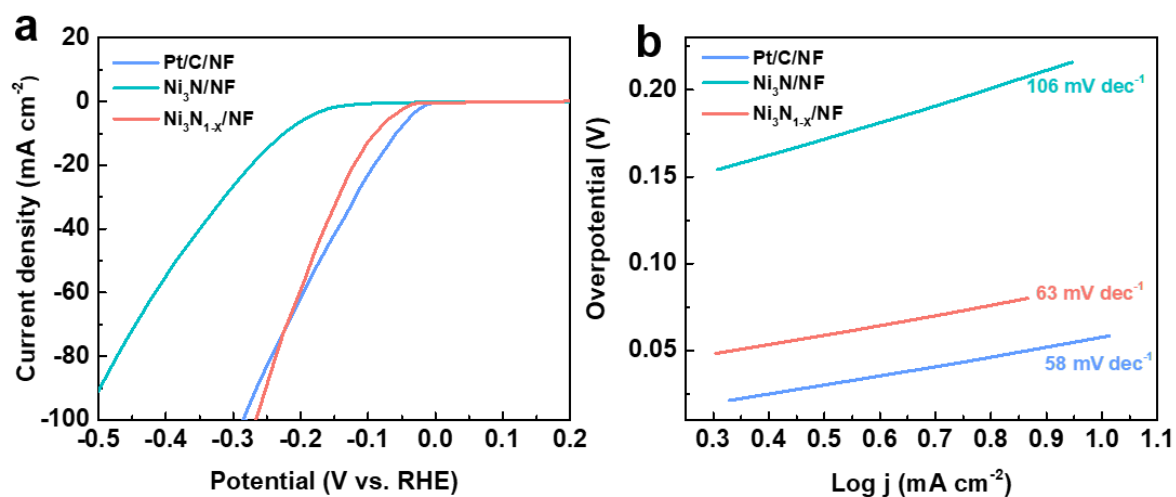 a
20
0
-20
-40
-60
-80
-100
Current density (mA cm⁻²)
Pt/C/NF
Ni₃N/NF
Ni₃N₁₋ₓ/NF
-0.5 -0.4 -0.3 -0.2 -0.1 0.0 0.1 0.2
Potential (V vs. RHE)
b
0.20
0.15
0.10
0.05
Overpotential (V)
Pt/C/NF
Ni₃N/NF
Ni₃N₁₋ₓ/NF
106 mV dec⁻¹
63 mV dec⁻¹
58 mV dec⁻¹
0.3 0.4 0.5 0.6 0.7 0.8 0.9 1.0 1.1
Log j (mA cm⁻²)